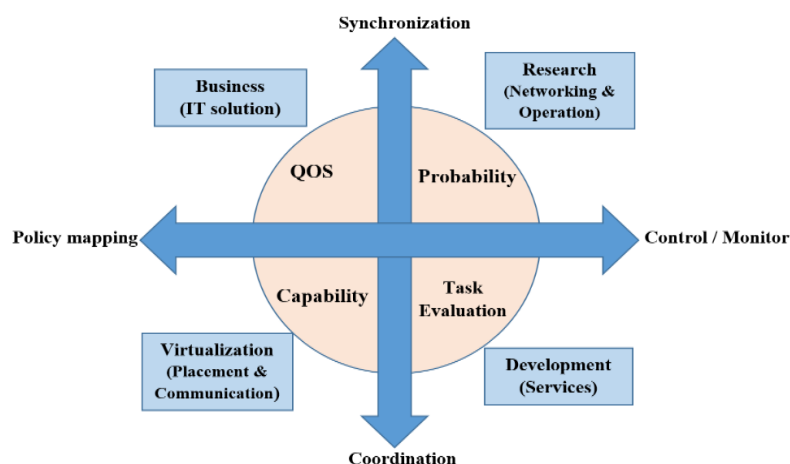 Synchronization
Business
(IT solution)
Research
(Networking &
Operation)
QOS
Probability
Policy mapping
Control / Monitor
Capability
Task
Evaluation
Virtualization
(Placement &
Communication)
Development
(Services)
Coordination